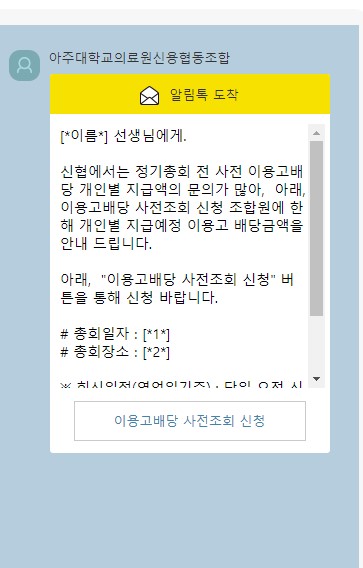 아주대학교의료원신용협동조합
알림톡 도착
[*이름*] 선생님에게.
신협에서는 정기총회 전 사전 이용고배
당 개인별 지급액의 문의가 많아,  아래,
이용고배당 사전조회 신청 조합원에 한
해 개인별 지급예정 이용고 배당금액을
안내 드립니다.
아래,  "이용고배당 사전조회 신청" 버
튼을 통해 신청 바랍니다.
# 총회일자 : [*1*]
# 총회장소 : [*2*]
이용고배당 사전조회 신청